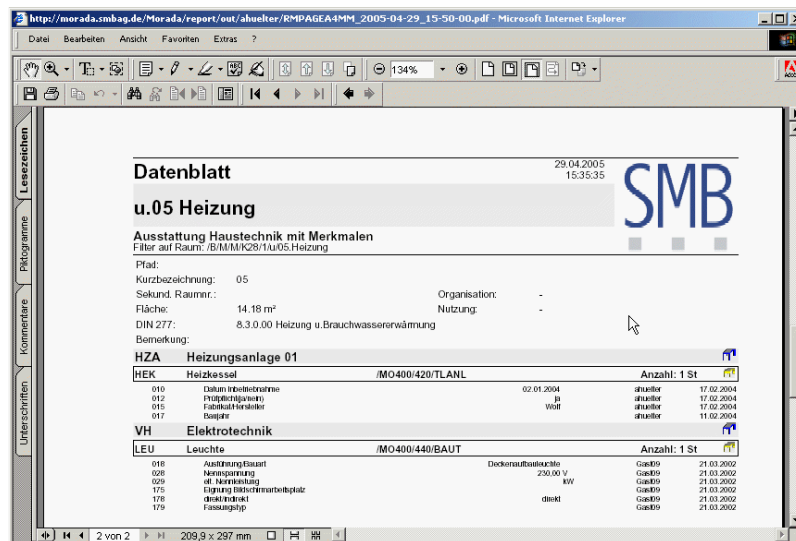 http://morada.smbag.de/Morada/report/out/ahuelter/RMPAGEA4MM_2005-04-29_15-50-00.pdf - Microsoft Internet Explorer
Datei Bearbeiten Ansicht Favoriten Extras ?
134%
Lesezeichen
Piktogramme
Kommentare
Unterschriften
Datenblatt 29.04.2005
15:35:35
SMB
u.05 Heizung
Ausstattung Haustechnik mit Merkmalen
Filter auf Raum: /B/M/M/K28/1/u/05.Heizung
Pfad:
Kurzbezeichnung: 05
Sekund. Raumnr.: Organisation: -
Fläche: 14.18 m² Nutzung: -
DIN 277: 8.3.0.00 Heizung u.Brauchwassererwärmung
Bemerkung:
HZA Heizungsanlage 01
HEK Heizkessel /MO400/420/TLANL Anzahl: 1 St
010 Datum Inbetriebnahme 02.01.2004 ahuelter 17.02.2004
012 Prüfpflicht(ja/nein) ja ahuelter 17.02.2004
015 Fabrikat/Hersteller Wolf ahuelter 17.02.2004
017 Baujahr ahuelter 11.02.2004
VH Elektrotechnik
LEU Leuchte /MO400/440/BAUT Anzahl: 1 St
018 Ausführung/Bauart Deckenaufbauleuchte Gasl09 21.03.2002
028 Nennspannung 230,00 V Gasl09 21.03.2002
029 elt. Nennleistung kW Gasl09 21.03.2002
175 Eignung Bildschirmarbeitsplatz Gasl09 21.03.2002
178 direkt/indirekt direkt Gasl09 21.03.2002
179 Fassungstyp Gasl09 21.03.2002
2 von 2 209,9 x 297 mm